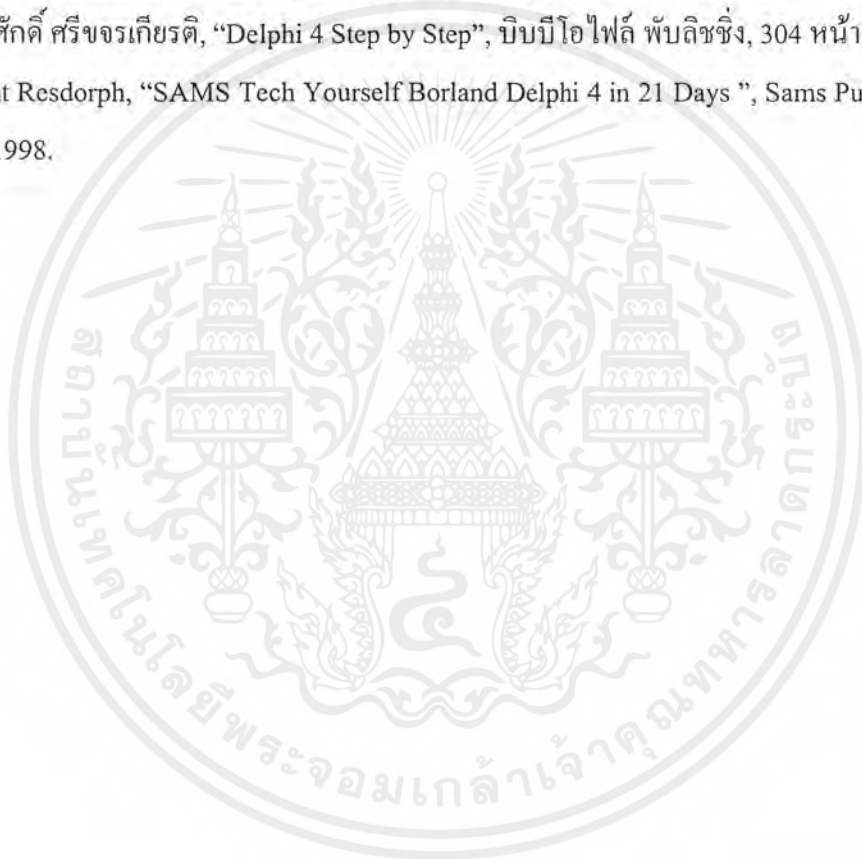 ศักดิ์ ศรีขจรเกียรติ, “Delphi 4 Step by Step”, บิบบีโอไฟล์ พับลิชชิ่ง, 304 หน้า
t Resdorph, “SAMS Tech Yourself Borland Delphi 4 in 21 Days ”, Sams Pu
1998.
สถาบันเทคโนโลยีพระจอมเกล้าเจ้าคุณทหารลาดกระบัง